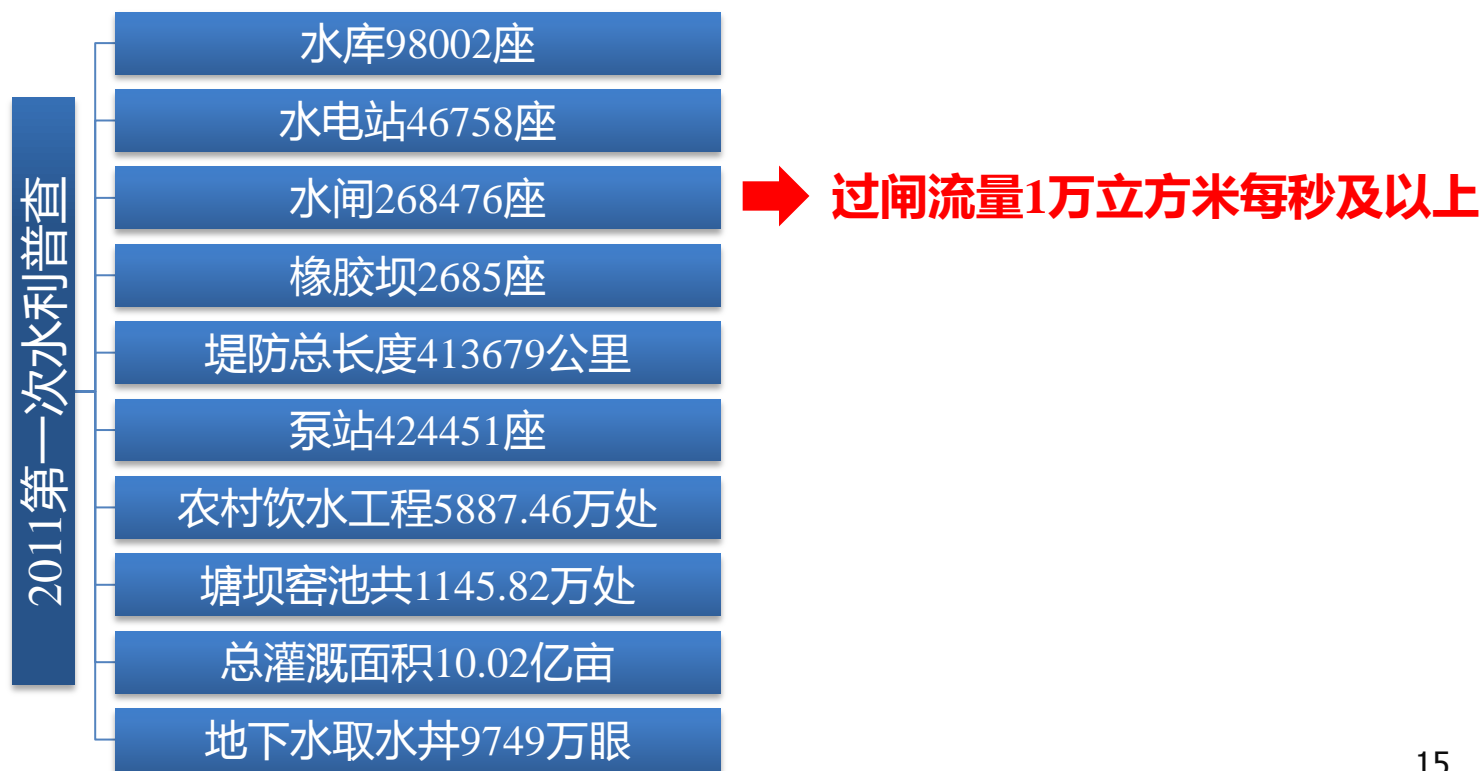 2011第一次水利普查
水库98002座
水电站46758座
水闸268476座
过闸流量1万立方米每秒及以上
橡胶坝2685座
堤防总长度413679公里
泵站424451座
农村饮水工程5887.46万处
塘坝窑池共1145.82万处
总灌溉面积10.02亿亩
地下水取水井9749万眼
15